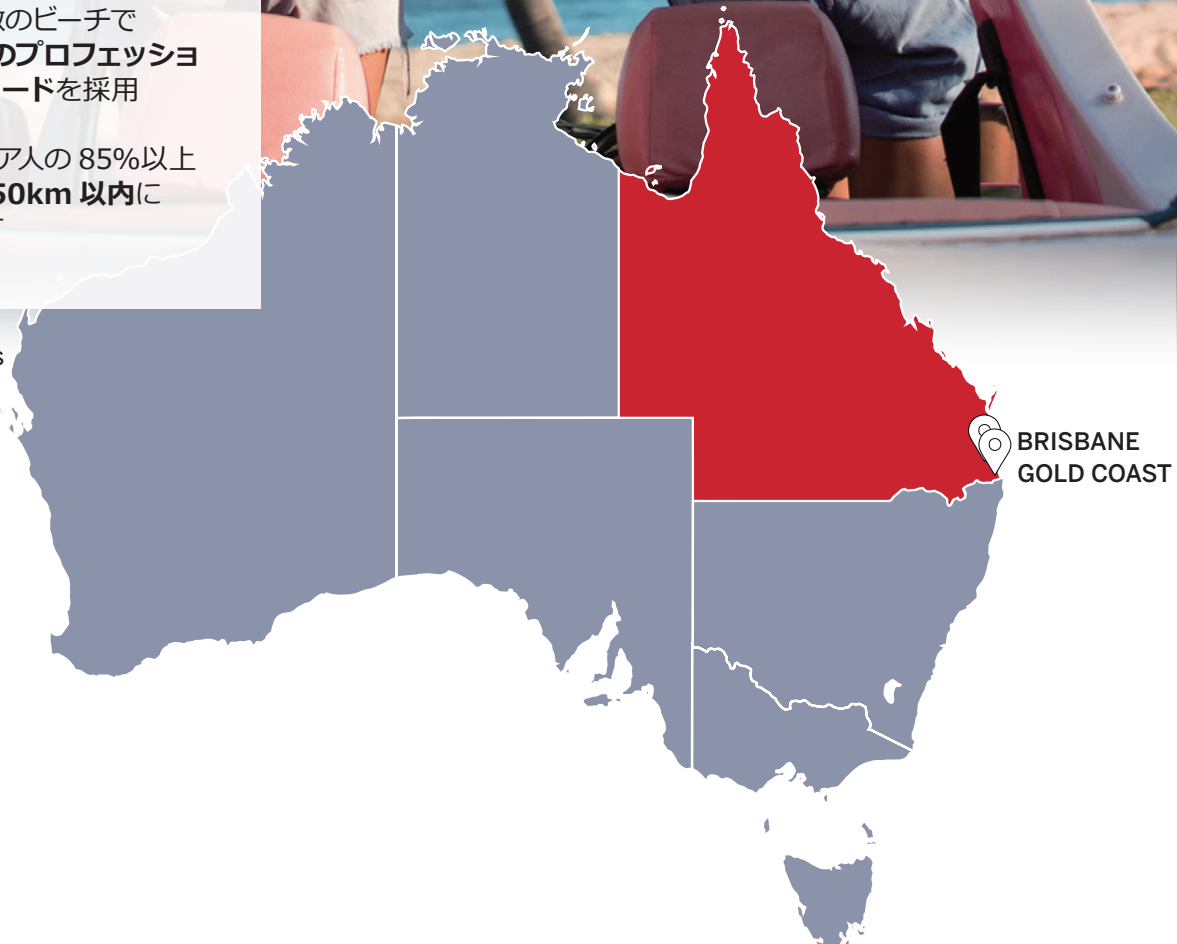 数のビーチで
のプロフェッショ
ードを採用
ア人の 85%以上
50km 以内に
s
BRISBANE
GOLD COAST